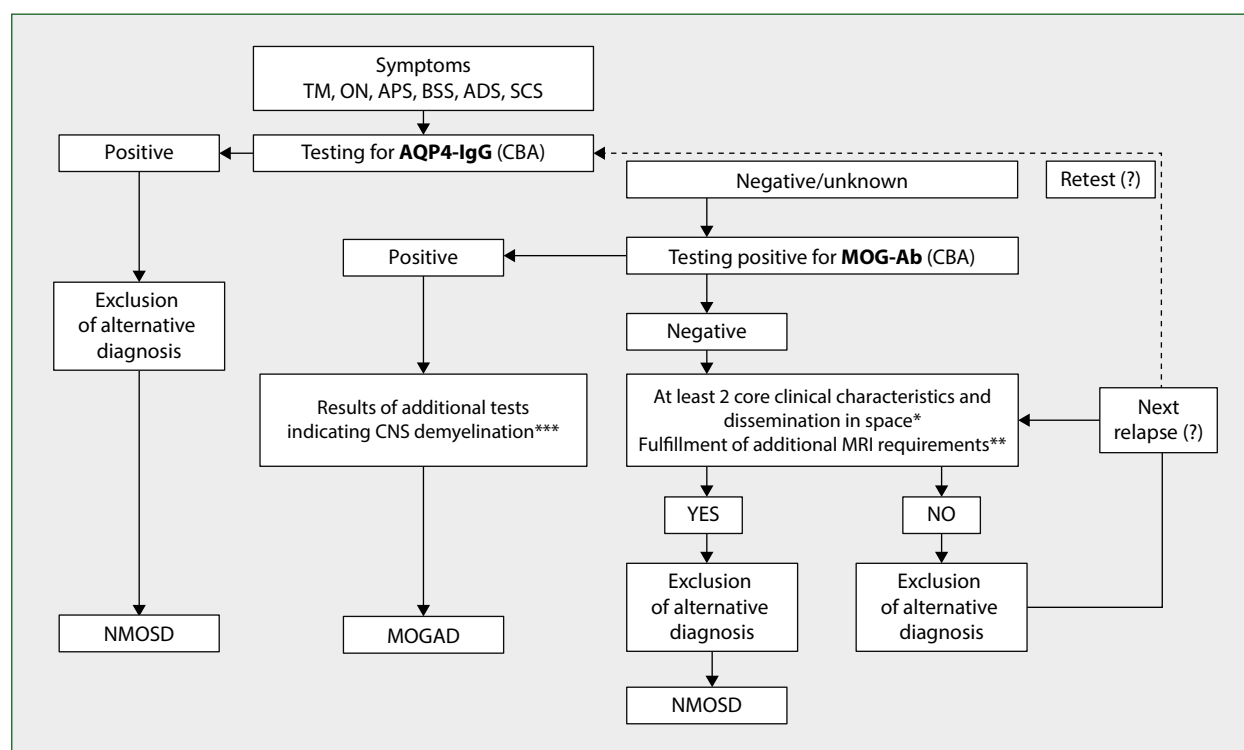 Symptoms
TM, ON, APS, BSS, ADS, SCS
Positive
Testing for AQP4-IgG (CBA)
Negative/unknown
Retest (?)
Positive
Testing positive for MOG-Ab (CBA)
Exclusion
of alternative
diagnosis
Negative
Results of additional tests
indicating CNS demyelination***
At least 2 core clinical characteristics and
dissemination in space*
Fulfillment of additional MRI requirements**
Next
relapse (?)
YES
NO
Exclusion
of alternative
diagnosis
Exclusion
of alternative
diagnosis
NMOSD
MOGAD
NMOSD